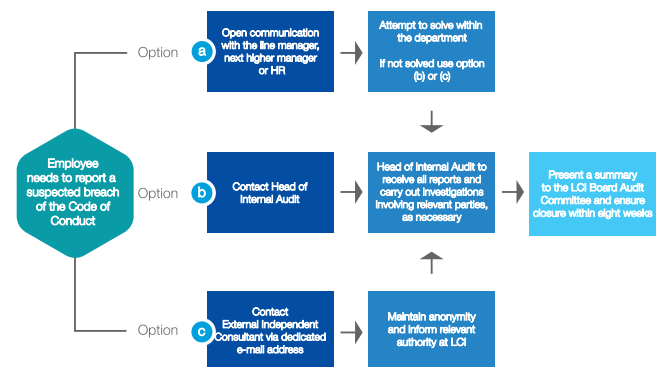 Employee
needs to report a
suspected breach
of the Code of
Conduct
Option a
Open communication
with the line manager,
next higher manager
or HR
Attempt to solve within
the department
If not solved use option
(b) or (c)
Option b
Contact Head of
Internal Audit
Head of Internal Audit to
receive all reports and
carry out investigations
involving relevant parties,
as necessary
Present a summary
to the LCI Board Audit
Committee and ensure
closure within eight weeks
Option c
Contact
External Independent
Consultant via dedicated
e-mail address
Maintain anonymity
and inform relevant
authority at LCI